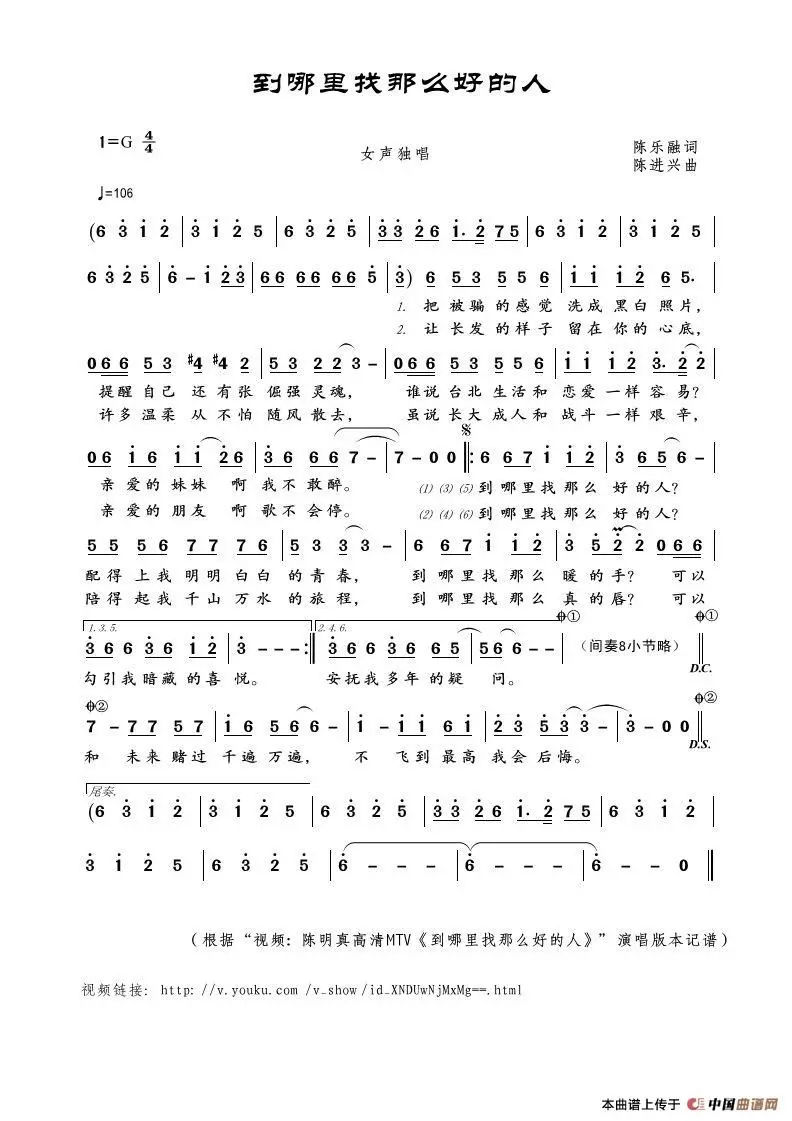 到哪里找那么好的人
1=G 4/4
女声独唱
陈乐融词
陈进兴曲
♩=106
(6 3 1 2 | 3 1 2 5 | 6 3 2 5 | 33 26 1. 2 75 | 6 3 1 2 | 3 1 2 5 |
6 3 2 5 | 6 - 1 23 | 66 66 66 5 | 3) 6 53 55 6 | 1 1 12 65. |
1. 把被骗的感觉 洗成黑白照片,
2. 让长发的样子 留在你的心底,
066 53 #4 #4 2 | 53 22 3 - | 066 53 55 6 | 1 1 12 3. 2 2 |
提醒自己 还有张 倔强灵魂, 谁说台北生活和 恋爱一样容易?
许多温柔 从不怕 随风散去, 虽说长大成人和 战斗一样艰辛,
06 16 11 26 | 36 66 7 - | 7 - 0 0 |: 6 67 1 12 | 3 65 6 - |
亲爱的妹妹 啊 我不敢醉。 (1) (3) (5) 到哪里找那么 好的人?
亲爱的朋友 啊 歌不会停。 (2) (4) (6) 到哪里找那么 好的人?
55 56 77 76 | 53 3 3 - | 6 67 1 12 | 3 52 2 066 |
配得上我明明白白 的青春, 到哪里找那么 暖的手? 可以
陪得起我千山万水 的旅程, 到哪里找那么 真的唇? 可以
1.3.5. 2.4.6. ①
①
366 36 12 | 3 - - - :| 366 36 65 | 56 6 - - | (间奏8小节略) ‖
D.C.
勾引我暗藏的喜 悦。 安抚我多年的疑 问。
② ②
7 - 77 57 | 16 56 6 - | 1 - 11 61 | 23 53 3 - | 3 - 0 0 ‖
D.S.
和 未来赌过 千遍万遍, 不 飞到最高 我会后悔。
尾奏.
(6 3 1 2 | 3 1 2 5 | 6 3 2 5 | 33 26 1. 2 75 | 6 3 1 2 |
3 1 2 5 | 6 3 2 5 | 6 - - - | 6 - - - | 6 - - 0 ‖
(根据“视频: 陈明真高清MTV《到哪里找那么好的人》”演唱版本记谱)
视频链接: http: //v.youku.com /v_show /id_XNDUwNjMxMg==.html
本曲谱上传于 中国曲谱网